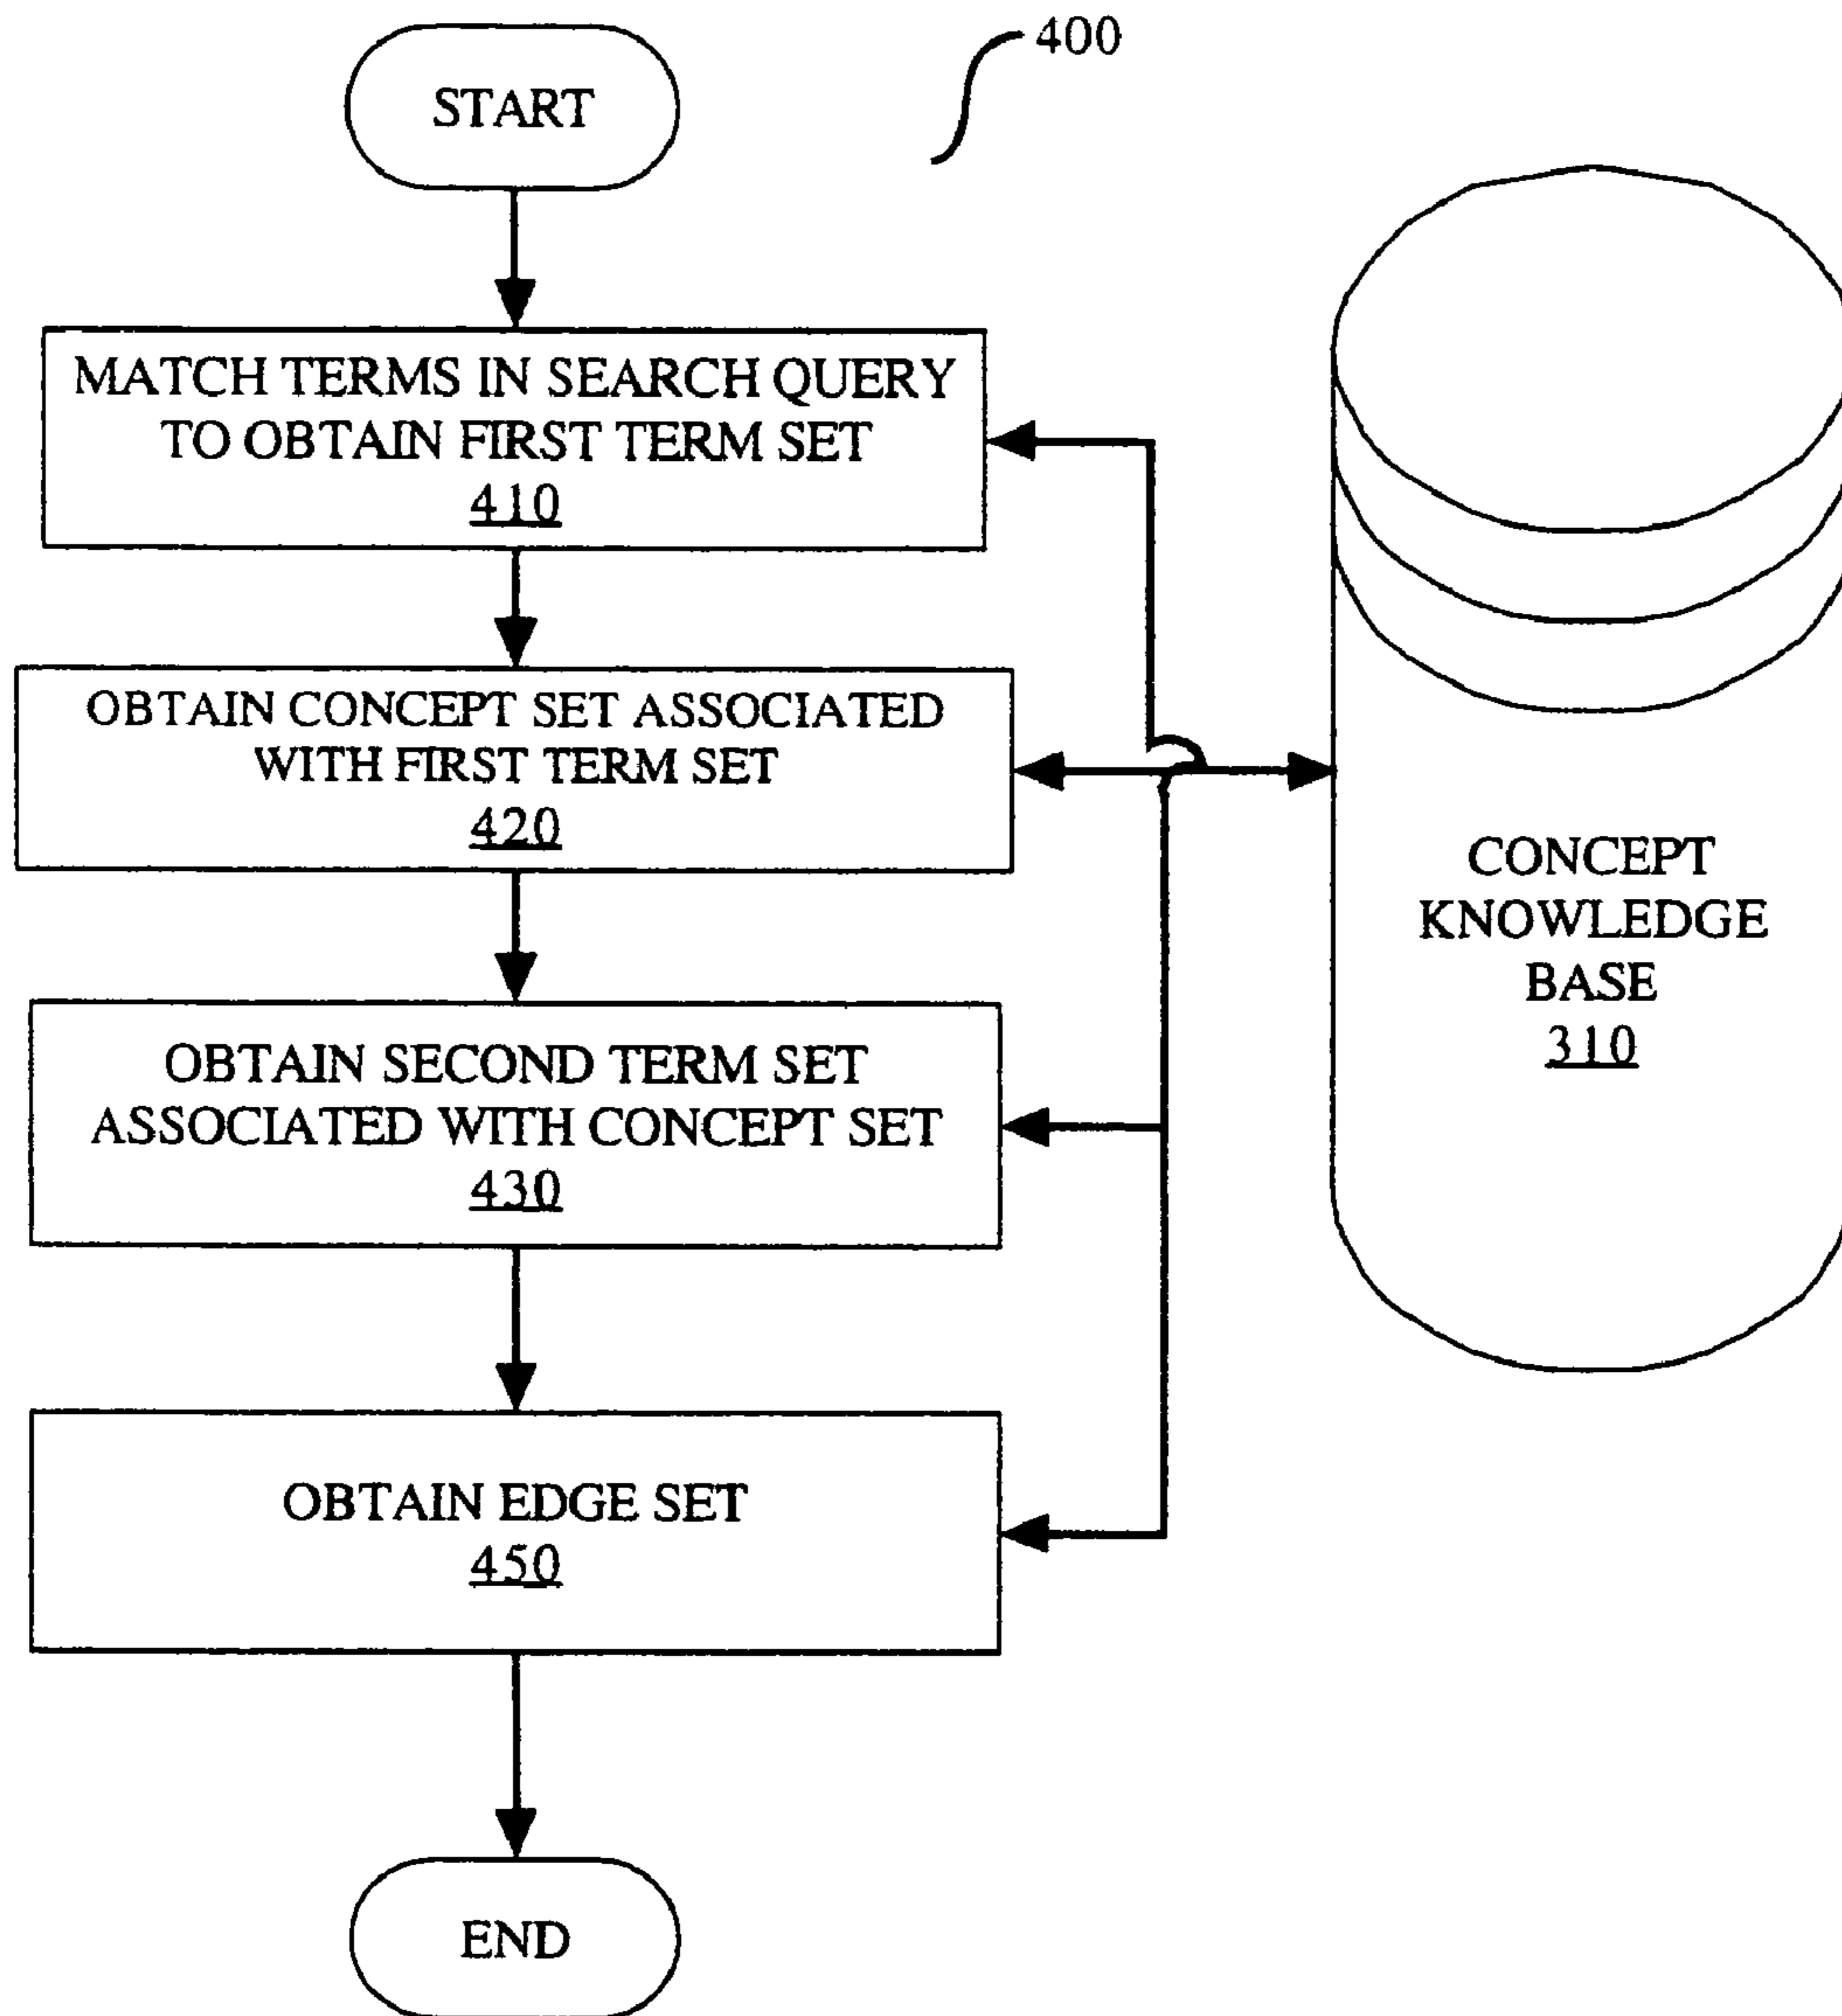 400
START
MATCH TERMS IN SEARCH QUERY
TO OBTAIN FIRST TERM SET
410
OBTAIN CONCEPT SET ASSOCIATED
WITH FIRST TERM SET
420
CONCEPT
KNOWLEDGE
BASE
310
OBTAIN SECOND TERM SET
ASSOCIATED WITH CONCEPT SET
430
OBTAIN EDGE SET
450
END